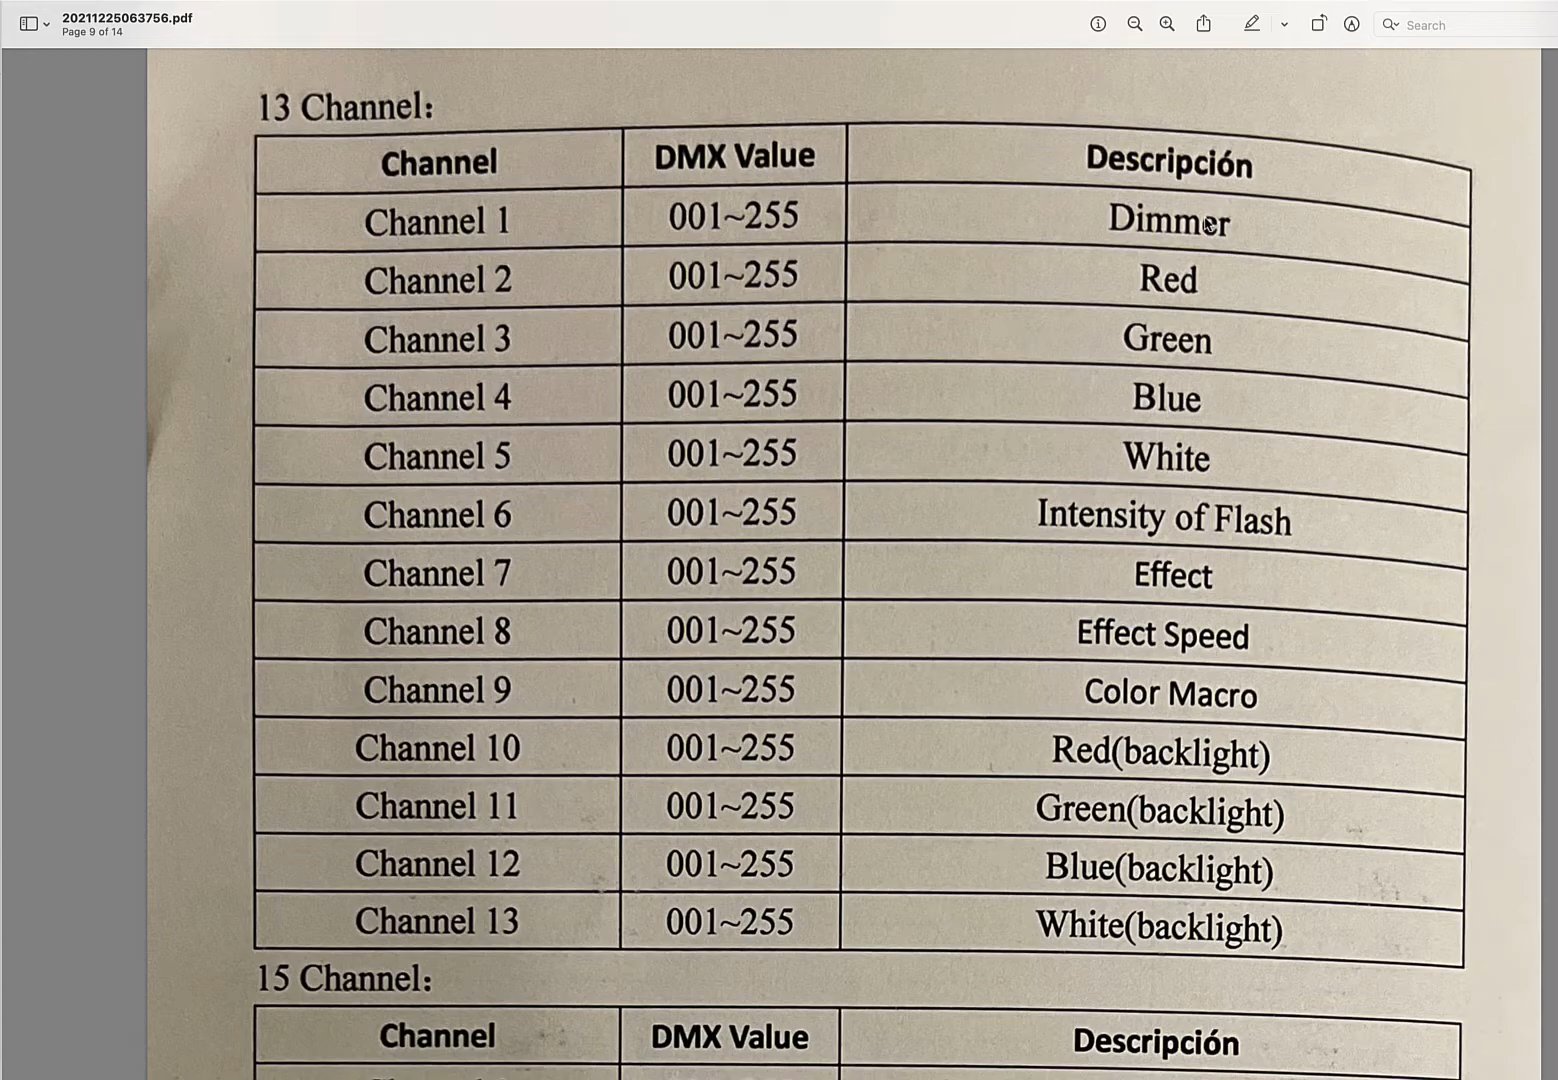 20211225063756.pdf
Page 9 of 14
Search
13 Channel:
Channel DMX Value Descripción
Channel 1 001~255 Dimmer
Channel 2 001~255 Red
Channel 3 001~255 Green
Channel 4 001~255 Blue
Channel 5 001~255 White
Channel 6 001~255 Intensity of Flash
Channel 7 001~255 Effect
Channel 8 001~255 Effect Speed
Channel 9 001~255 Color Macro
Channel 10 001~255 Red(backlight)
Channel 11 001~255 Green(backlight)
Channel 12 001~255 Blue(backlight)
Channel 13 001~255 White(backlight)
15 Channel:
Channel DMX Value Descripción